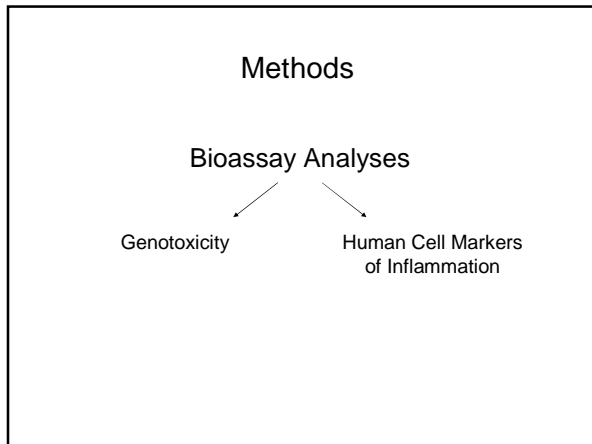 Methods
Bioassay Analyses
Genotoxicity
Human Cell Markers
of Inflammation